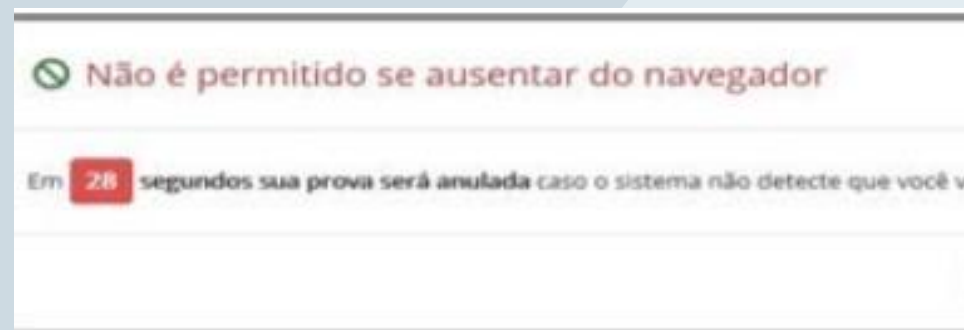 Não é permitido se ausentar do navegador
Em 28 segundos sua prova será anulada caso o sistema não detecte que você